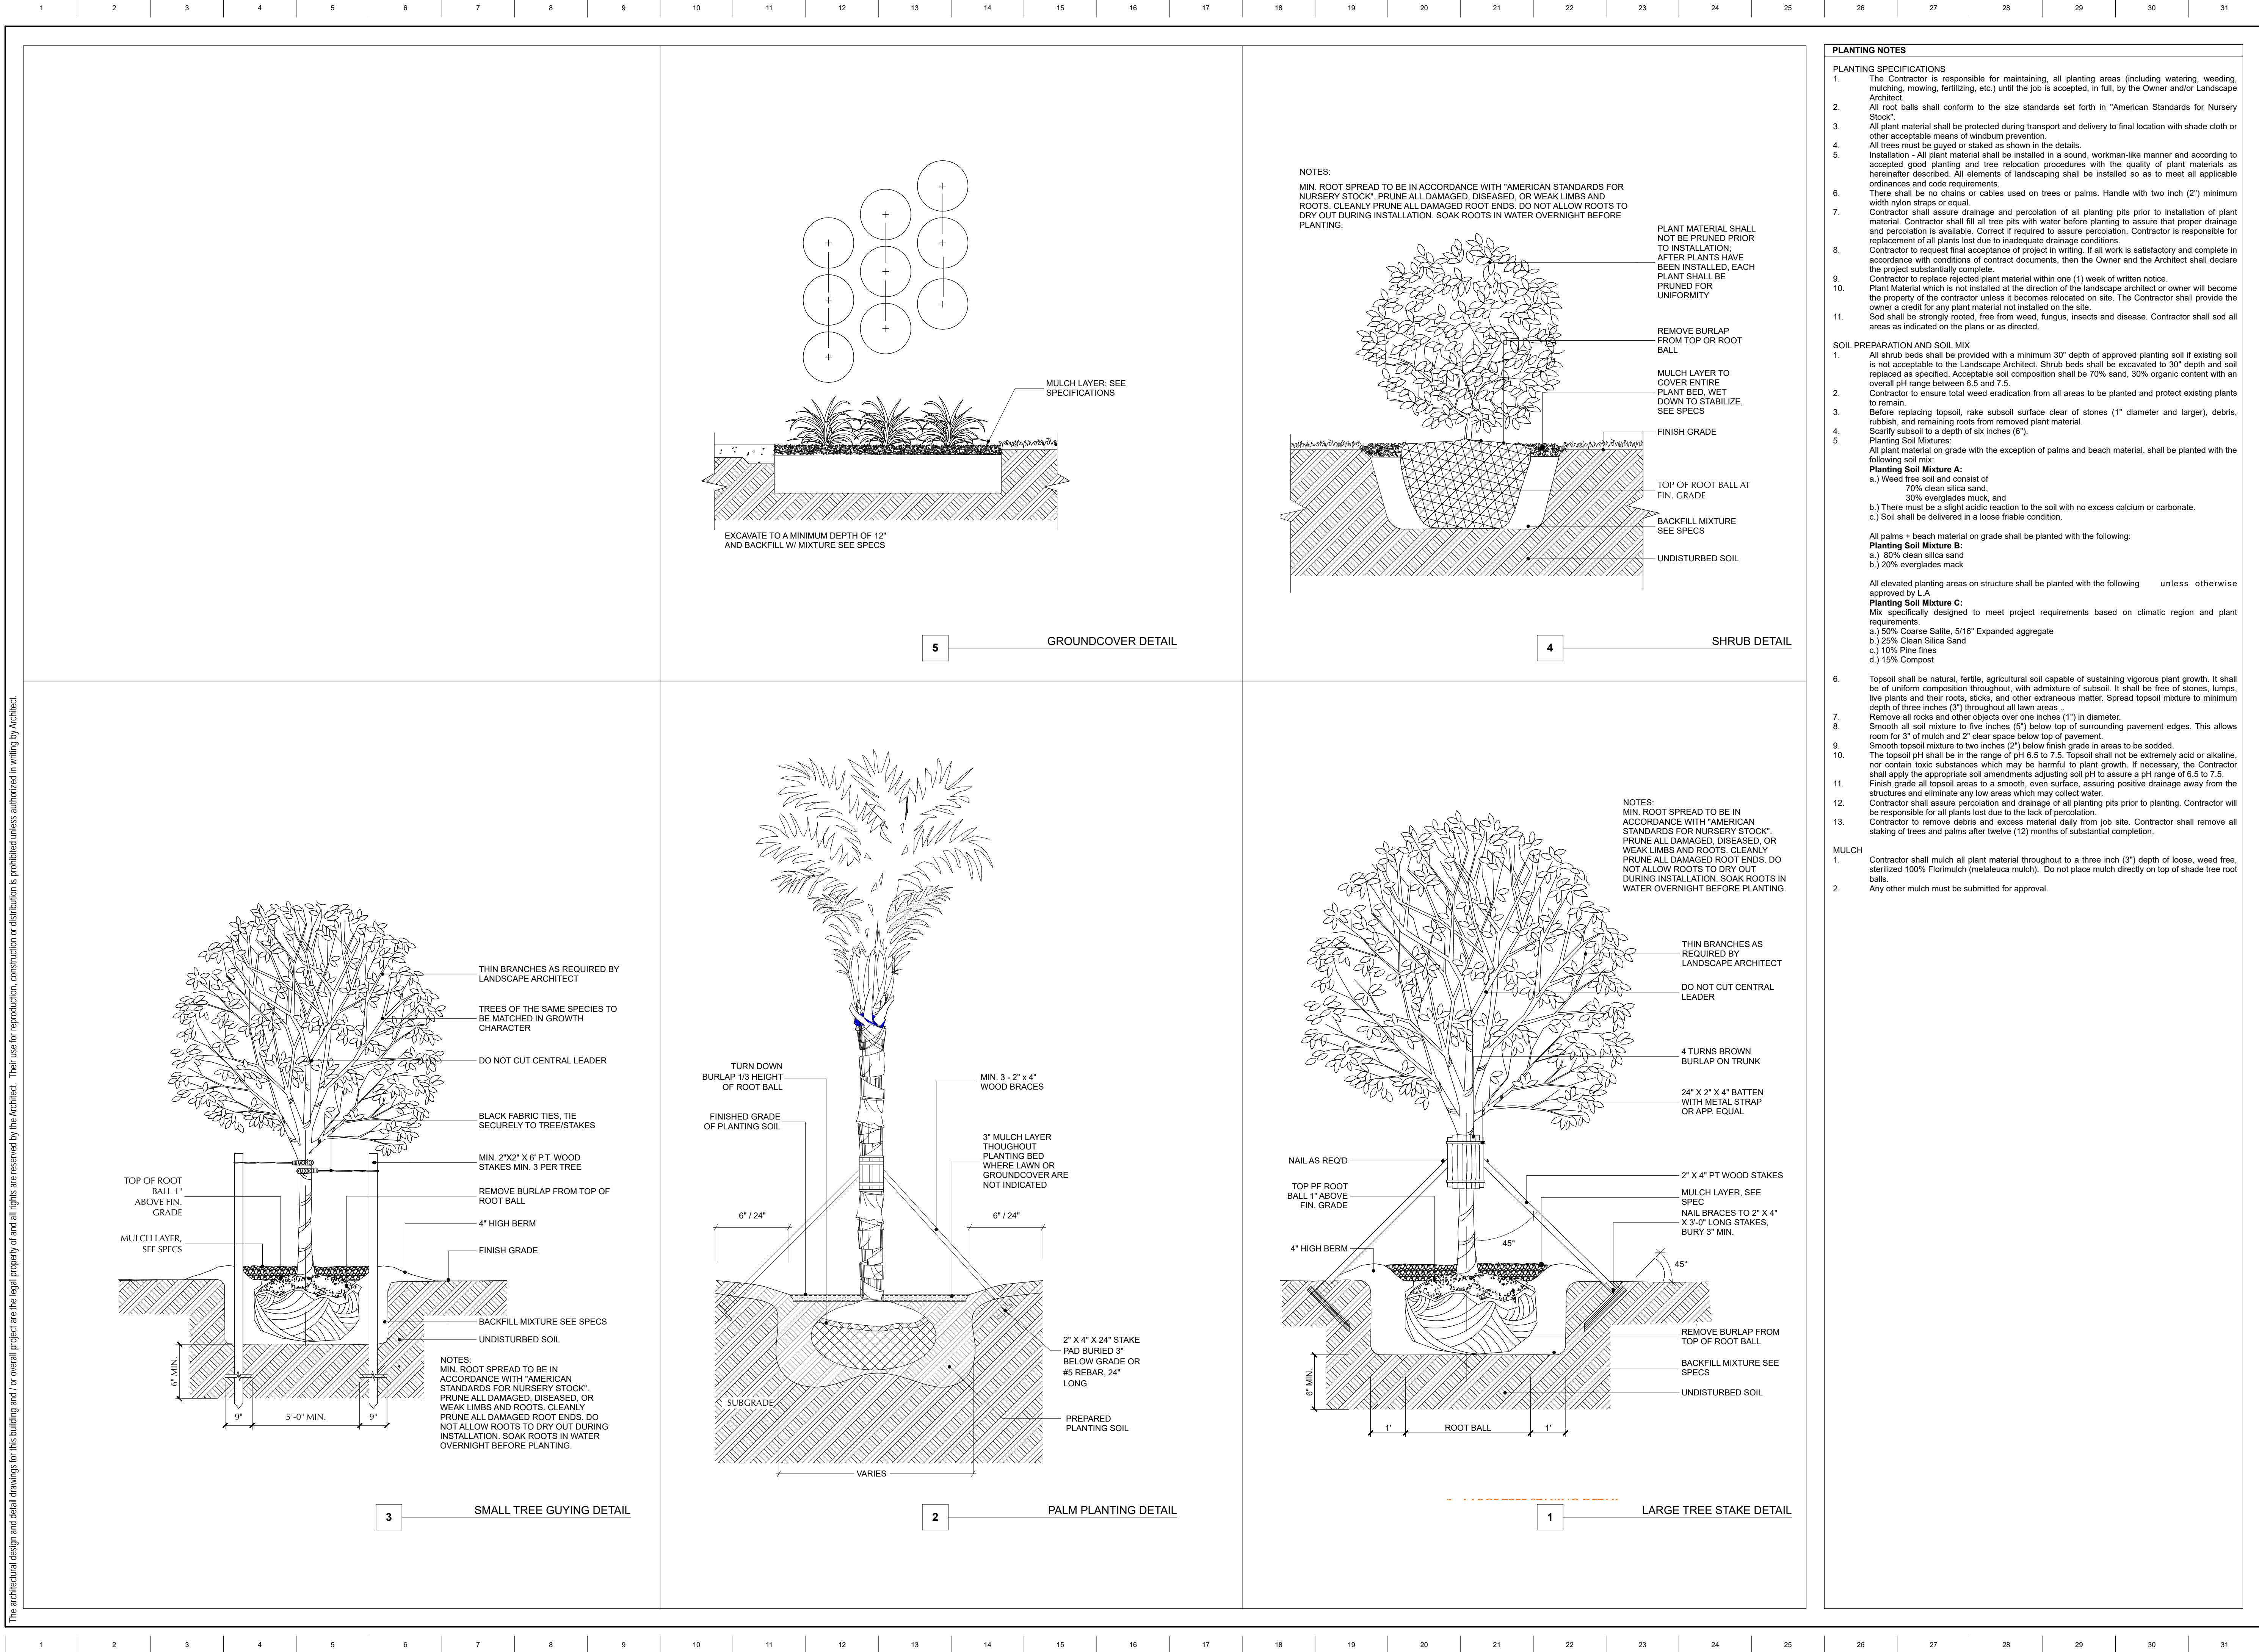 1 2 3 4 5 6 7 8 9 10 11 12 13 14 15 16 17 18 19 20 21 22 23 24 25 26 27 28 29 30 31
The architectural design and detail drawings for this building and / or overall project are the legal property of and all rights are reserved by the Architect. Their use for reproduction, construction or distribution is prohibited unless authorized in writing by Architect.
MULCH LAYER; SEE
SPECIFICATIONS
EXCAVATE TO A MINIMUM DEPTH OF 12"
AND BACKFILL W/ MIXTURE SEE SPECS
5
GROUNDCOVER DETAIL
NOTES:
MIN. ROOT SPREAD TO BE IN ACCORDANCE WITH "AMERICAN STANDARDS FOR
NURSERY STOCK". PRUNE ALL DAMAGED, DISEASED, OR WEAK LIMBS AND
ROOTS. CLEANLY PRUNE ALL DAMAGED ROOT ENDS. DO NOT ALLOW ROOTS TO
DRY OUT DURING INSTALLATION. SOAK ROOTS IN WATER OVERNIGHT BEFORE
PLANTING.
PLANT MATERIAL SHALL
NOT BE PRUNED PRIOR
TO INSTALLATION;
AFTER PLANTS HAVE
BEEN INSTALLED, EACH
PLANT SHALL BE
PRUNED FOR
UNIFORMITY
REMOVE BURLAP
FROM TOP OR ROOT
BALL
MULCH LAYER TO
COVER ENTIRE
PLANT BED, WET
DOWN TO STABILIZE,
SEE SPECS
FINISH GRADE
TOP OF ROOT BALL AT
FIN. GRADE
BACKFILL MIXTURE
SEE SPECS
UNDISTURBED SOIL
4
SHRUB DETAIL
THIN BRANCHES AS REQUIRED BY
LANDSCAPE ARCHITECT
TREES OF THE SAME SPECIES TO
BE MATCHED IN GROWTH
CHARACTER
DO NOT CUT CENTRAL LEADER
BLACK FABRIC TIES, TIE
SECURELY TO TREE/STAKES
MIN. 2"X2" X 6' P.T. WOOD
STAKES MIN. 3 PER TREE
REMOVE BURLAP FROM TOP OF
ROOT BALL
4" HIGH BERM
FINISH GRADE
TOP OF ROOT
BALL 1"
ABOVE FIN.
GRADE
MULCH LAYER,
SEE SPECS
BACKFILL MIXTURE SEE SPECS
UNDISTURBED SOIL
NOTES:
MIN. ROOT SPREAD TO BE IN
ACCORDANCE WITH "AMERICAN
STANDARDS FOR NURSERY STOCK".
PRUNE ALL DAMAGED, DISEASED, OR
WEAK LIMBS AND ROOTS. CLEANLY
PRUNE ALL DAMAGED ROOT ENDS. DO
NOT ALLOW ROOTS TO DRY OUT DURING
INSTALLATION. SOAK ROOTS IN WATER
OVERNIGHT BEFORE PLANTING.
6" MIN.
9" 5'-0" MIN. 9"
3
SMALL TREE GUYING DETAIL
TURN DOWN
BURLAP 1/3 HEIGHT
OF ROOT BALL
FINISHED GRADE
OF PLANTING SOIL
MIN. 3 - 2" x 4"
WOOD BRACES
3" MULCH LAYER
THOUGHOUT
PLANTING BED
WHERE LAWN OR
GROUNDCOVER ARE
NOT INDICATED
6" / 24" 6" / 24"
2" X 4" X 24" STAKE
PAD BURIED 3"
BELOW GRADE OR
#5 REBAR, 24"
LONG
SUBGRADE
PREPARED
PLANTING SOIL
VARIES
2
PALM PLANTING DETAIL
NOTES:
MIN. ROOT SPREAD TO BE IN
ACCORDANCE WITH "AMERICAN
STANDARDS FOR NURSERY STOCK".
PRUNE ALL DAMAGED, DISEASED, OR
WEAK LIMBS AND ROOTS. CLEANLY
PRUNE ALL DAMAGED ROOT ENDS. DO
NOT ALLOW ROOTS TO DRY OUT
DURING INSTALLATION. SOAK ROOTS IN
WATER OVERNIGHT BEFORE PLANTING.
THIN BRANCHES AS
REQUIRED BY
LANDSCAPE ARCHITECT
DO NOT CUT CENTRAL
LEADER
4 TURNS BROWN
BURLAP ON TRUNK
24" X 2" X 4" BATTEN
WITH METAL STRAP
OR APP. EQUAL
NAIL AS REQ'D
2" X 4" PT WOOD STAKES
TOP PF ROOT
BALL 1" ABOVE
FIN. GRADE
MULCH LAYER, SEE
SPEC
NAIL BRACES TO 2" X 4"
X 3'-0" LONG STAKES,
BURY 3" MIN.
4" HIGH BERM
45°
45°
REMOVE BURLAP FROM
TOP OF ROOT BALL
BACKFILL MIXTURE SEE
SPECS
UNDISTURBED SOIL
6" MIN.
1' ROOT BALL 1'
1
LARGE TREE STAKE DETAIL
PLANTING NOTES
PLANTING SPECIFICATIONS
1. The Contractor is responsible for maintaining, all planting areas (including watering, weeding,
mulching, mowing, fertilizing, etc.) until the job is accepted, in full, by the Owner and/or Landscape
Architect.
2. All root balls shall conform to the size standards set forth in "American Standards for Nursery
Stock".
3. All plant material shall be protected during transport and delivery to final location with shade cloth or
other acceptable means of windburn prevention.
4. All trees must be guyed or staked as shown in the details.
5. Installation - All plant material shall be installed in a sound, workman-like manner and according to
accepted good planting and tree relocation procedures with the quality of plant materials as
hereinafter described. All elements of landscaping shall be installed so as to meet all applicable
ordinances and code requirements.
6. There shall be no chains or cables used on trees or palms. Handle with two inch (2") minimum
width nylon straps or equal.
7. Contractor shall assure drainage and percolation of all planting pits prior to installation of plant
material. Contractor shall fill all tree pits with water before planting to assure that proper drainage
and percolation is available. Correct if required to assure percolation. Contractor is responsible for
replacement of all plants lost due to inadequate drainage conditions.
8. Contractor to request final acceptance of project in writing. If all work is satisfactory and complete in
accordance with conditions of contract documents, then the Owner and the Architect shall declare
the project substantially complete.
9. Contractor to replace rejected plant material within one (1) week of written notice.
10. Plant Material which is not installed at the direction of the landscape architect or owner will become
the property of the contractor unless it becomes relocated on site. The Contractor shall provide the
owner a credit for any plant material not installed on the site.
11. Sod shall be strongly rooted, free from weed, fungus, insects and disease. Contractor shall sod all
areas as indicated on the plans or as directed.
SOIL PREPARATION AND SOIL MIX
1. All shrub beds shall be provided with a minimum 30" depth of approved planting soil if existing soil
is not acceptable to the Landscape Architect. Shrub beds shall be excavated to 30" depth and soil
replaced as specified. Acceptable soil composition shall be 70% sand, 30% organic content with an
overall pH range between 6.5 and 7.5.
2. Contractor to ensure total weed eradication from all areas to be planted and protect existing plants
to remain.
3. Before replacing topsoil, rake subsoil surface clear of stones (1" diameter and larger), debris,
rubbish, and remaining roots from removed plant material.
4. Scarify subsoil to a depth of six inches (6").
5. Planting Soil Mixtures:
All plant material on grade with the exception of palms and beach material, shall be planted with the
following soil mix:
Planting Soil Mixture A:
a.) Weed free soil and consist of
70% clean silica sand,
30% everglades muck, and
b.) There must be a slight acidic reaction to the soil with no excess calcium or carbonate.
c.) Soil shall be delivered in a loose friable condition.
All palms + beach material on grade shall be planted with the following:
Planting Soil Mixture B:
a.) 80% clean sillca sand
b.) 20% everglades mack
All elevated planting areas on structure shall be planted with the following unless otherwise
approved by L.A
Planting Soil Mixture C:
Mix specifically designed to meet project requirements based on climatic region and plant
requirements.
a.) 50% Coarse Salite, 5/16" Expanded aggregate
b.) 25% Clean Silica Sand
c.) 10% Pine fines
d.) 15% Compost
6. Topsoil shall be natural, fertile, agricultural soil capable of sustaining vigorous plant growth. It shall
be of uniform composition throughout, with admixture of subsoil. It shall be free of stones, lumps,
live plants and their roots, sticks, and other extraneous matter. Spread topsoil mixture to minimum
depth of three inches (3") throughout all lawn areas ..
7. Remove all rocks and other objects over one inches (1") in diameter.
8. Smooth all soil mixture to five inches (5") below top of surrounding pavement edges. This allows
room for 3" of mulch and 2" clear space below top of pavement.
9. Smooth topsoil mixture to two inches (2") below finish grade in areas to be sodded.
10. The topsoil pH shall be in the range of pH 6.5 to 7.5. Topsoil shall not be extremely acid or alkaline,
nor contain toxic substances which may be harmful to plant growth. If necessary, the Contractor
shall apply the appropriate soil amendments adjusting soil pH to assure a pH range of 6.5 to 7.5.
11. Finish grade all topsoil areas to a smooth, even surface, assuring positive drainage away from the
structures and eliminate any low areas which may collect water.
12. Contractor shall assure percolation and drainage of all planting pits prior to planting. Contractor will
be responsible for all plants lost due to the lack of percolation.
13. Contractor to remove debris and excess material daily from job site. Contractor shall remove all
staking of trees and palms after twelve (12) months of substantial completion.
MULCH
1. Contractor shall mulch all plant material throughout to a three inch (3") depth of loose, weed free,
sterilized 100% Florimulch (melaleuca mulch). Do not place mulch directly on top of shade tree root
balls.
2. Any other mulch must be submitted for approval.
1 2 3 4 5 6 7 8 9 10 11 12 13 14 15 16 17 18 19 20 21 22 23 24 25 26 27 28 29 30 31